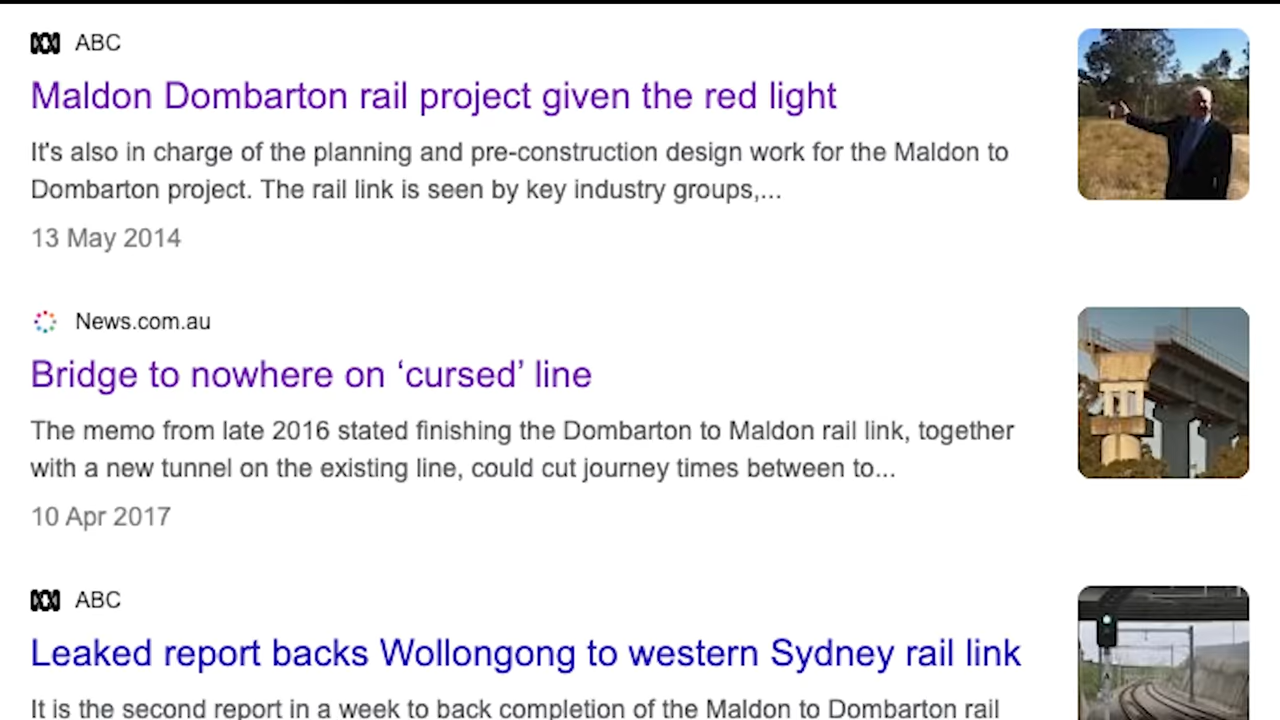 ABC
Maldon Dombarton rail project given the red light
It's also in charge of the planning and pre-construction design work for the Maldon to
Dombarton project. The rail link is seen by key industry groups,...
13 May 2014
News.com.au
Bridge to nowhere on ‘cursed’ line
The memo from late 2016 stated finishing the Dombarton to Maldon rail link, together
with a new tunnel on the existing line, could cut journey times between to...
10 Apr 2017
ABC
Leaked report backs Wollongong to western Sydney rail link
It is the second report in a week to back completion of the Maldon to Dombarton rail